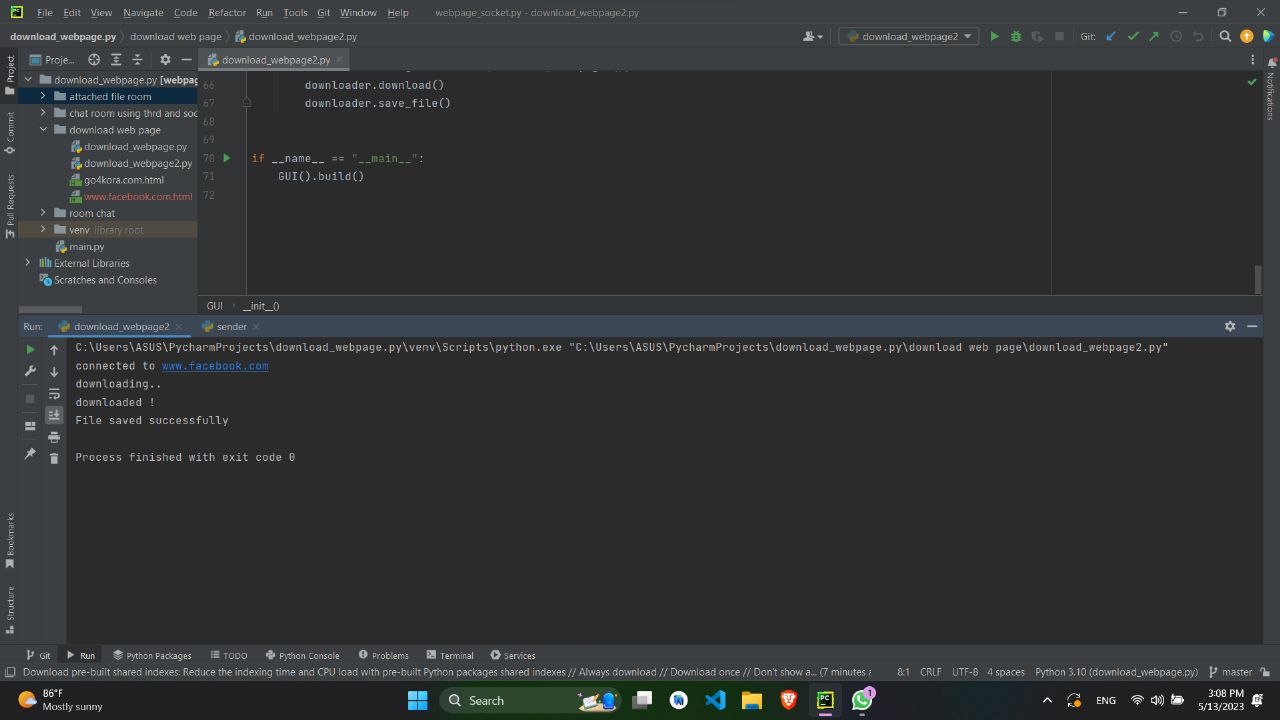 File Edit View Navigate Code Refactor Run Tools Git Window Help webpage_socket.py - download_webpage2.py
download_webpage.py download web page download_webpage2.py download_webpage2 Git:
Proje... download_webpage2.py
Project
Commit
Pull Requests
Bookmarks
Structure
Notifications
download_webpage.py [webpag
attached file room
chat room using thrd and soc
download web page
download_webpage.py
download_webpage2.py
go4kora.com.html
www.facebook.com.html
room chat
venv library root
main.py
External Libraries
Scratches and Consoles
66 downloader.download()
67 downloader.save_file()
68
69
70 if __name__ == "__main__":
71 GUI().build()
72
GUI __init__()
Run: download_webpage2 sender
C:\Users\ASUS\PycharmProjects\download_webpage.py\venv\Scripts\python.exe "C:\Users\ASUS\PycharmProjects\download_webpage.py\download web page\download_webpage2.py"
connected to www.facebook.com
downloading..
downloaded !
File saved successfully
Process finished with exit code 0
Git Run Python Packages TODO Python Console Problems Terminal Services
Download pre-built shared indexes: Reduce the indexing time and CPU load with pre-built Python packages shared indexes // Always download // Download once // Don't show a... (7 minutes a 8:1 CRLF UTF-8 4 spaces Python 3.10 (download_webpage.py) master
86°F
Mostly sunny
Search
PC
1
ENG
3:08 PM
5/13/2023